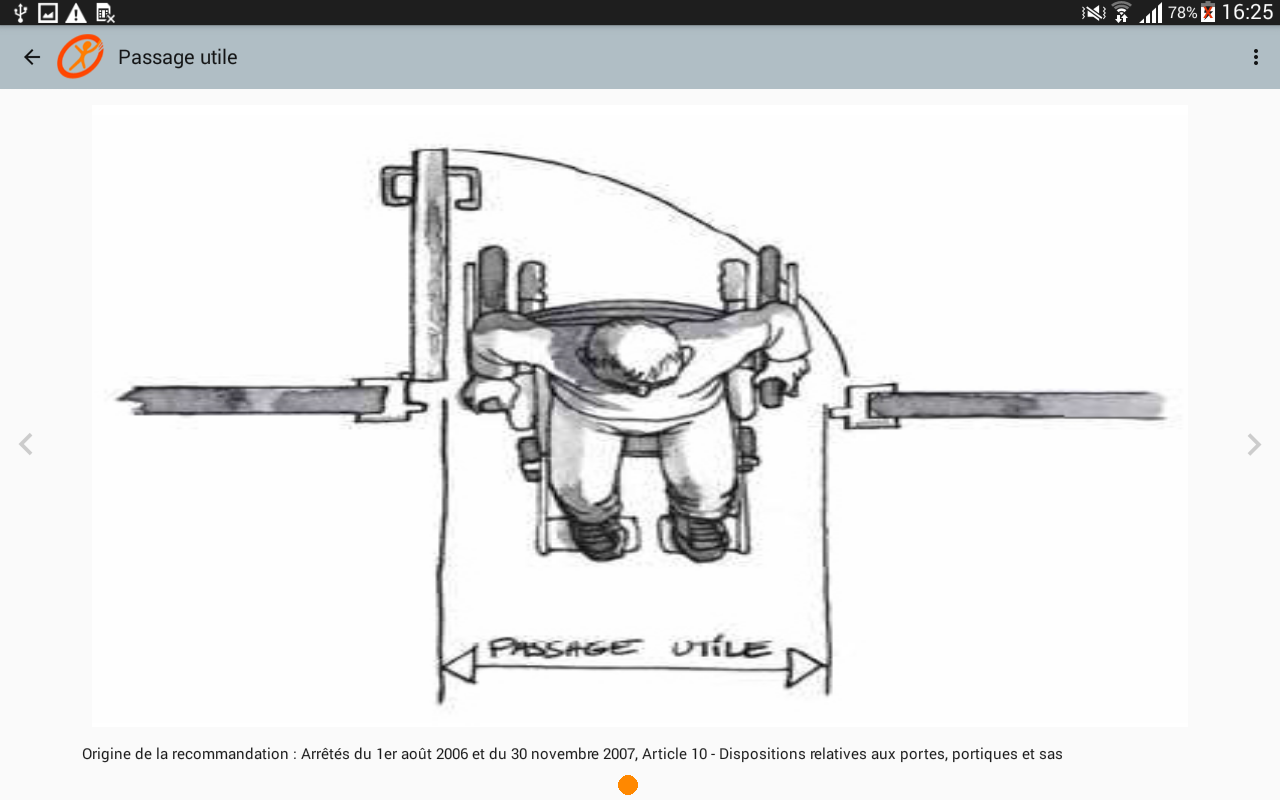 78% 16:25
Passage utile
PASSAGE UTILE
Origine de la recommandation : Arrêtés du 1er août 2006 et du 30 novembre 2007, Article 10 - Dispositions relatives aux portes, portiques et sas